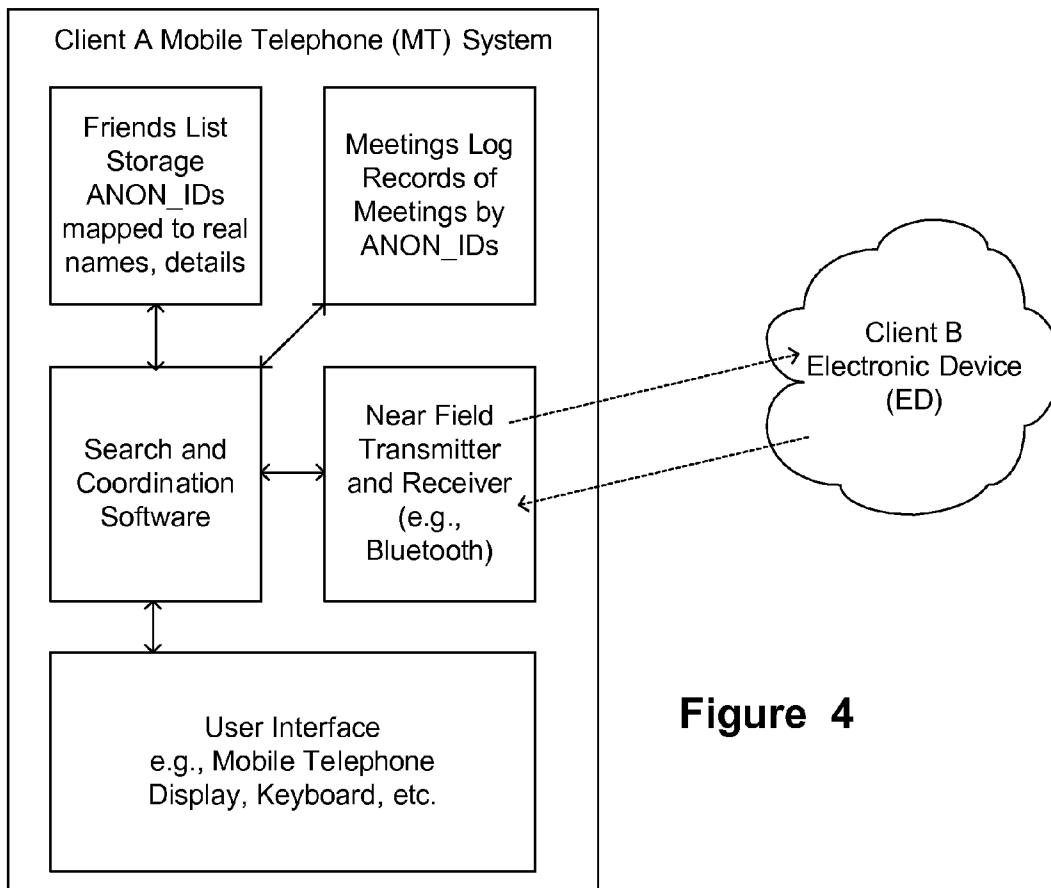 Client A Mobile Telephone (MT) System
Friends List
Storage
ANON_IDs
mapped to real
names, details
Meetings Log
Records of
Meetings by
ANON_IDs
Client B
Electronic Device
(ED)
Search and
Coordination
Software
Near Field
Transmitter
and Receiver
(e.g.,
Bluetooth)
User Interface
e.g., Mobile Telephone
Display, Keyboard, etc.
Figure 4